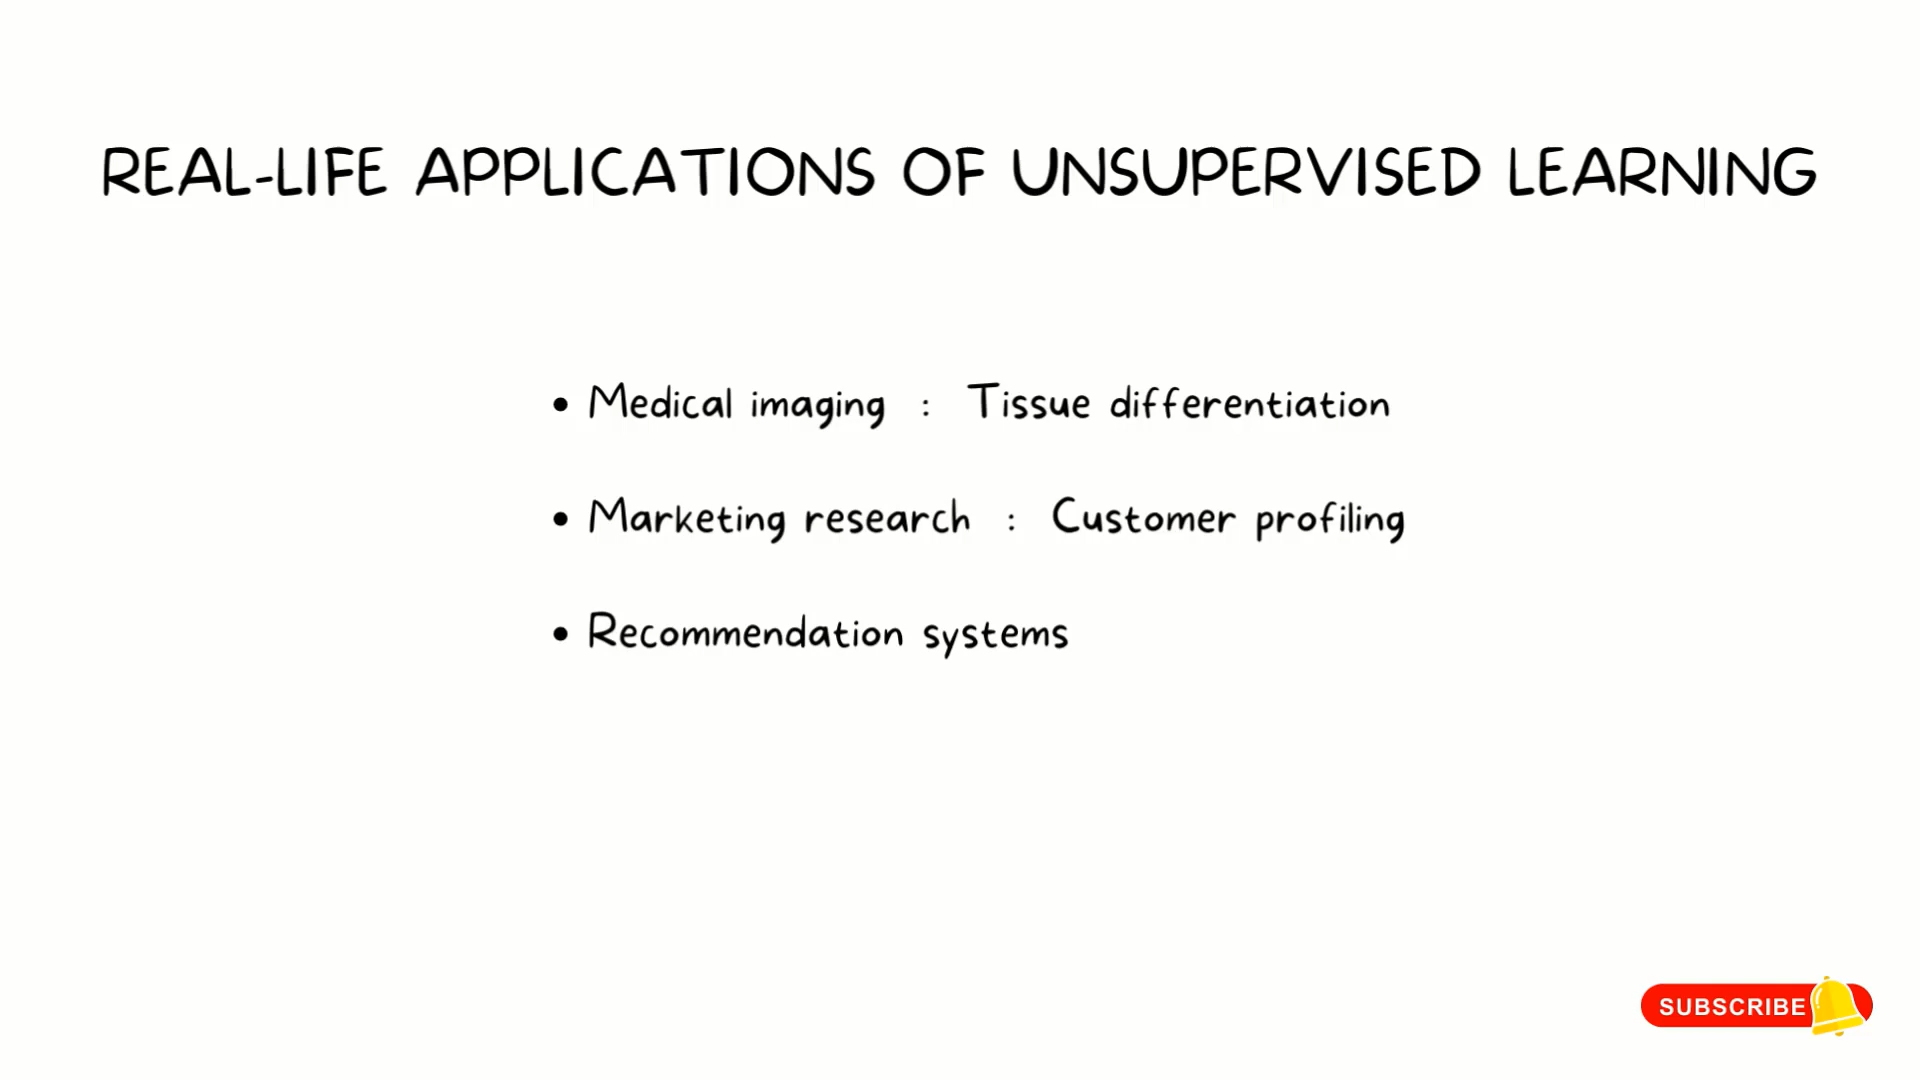 REAL-LIFE APPLICATIONS OF UNSUPERVISED LEARNING
• Medical imaging : Tissue differentiation
• Marketing research : Customer profiling
• Recommendation systems
SUBSCRIBE